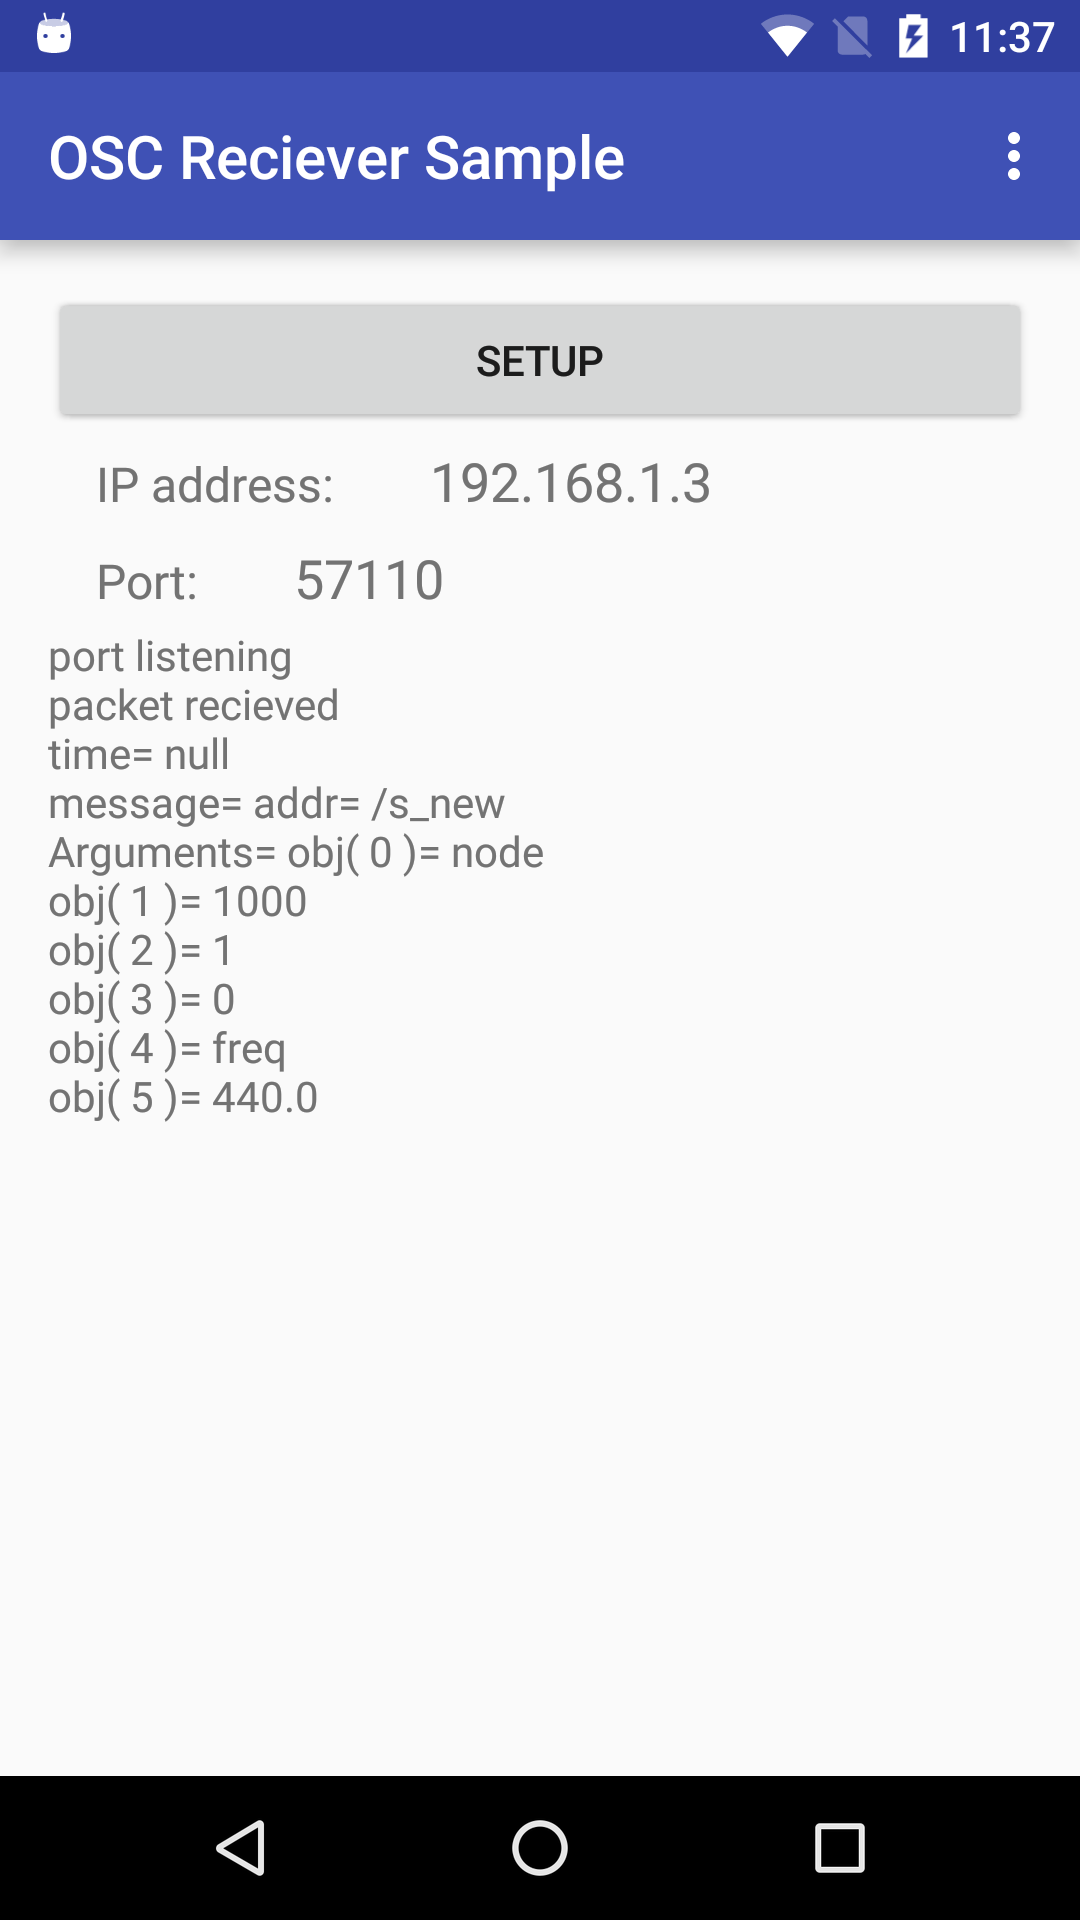 11:37
OSC Reciever Sample
SETUP
IP address: 192.168.1.3
Port: 57110
port listening
packet recieved
time= null
message= addr= /s_new
Arguments= obj( 0 )= node
obj( 1 )= 1000
obj( 2 )= 1
obj( 3 )= 0
obj( 4 )= freq
obj( 5 )= 440.0